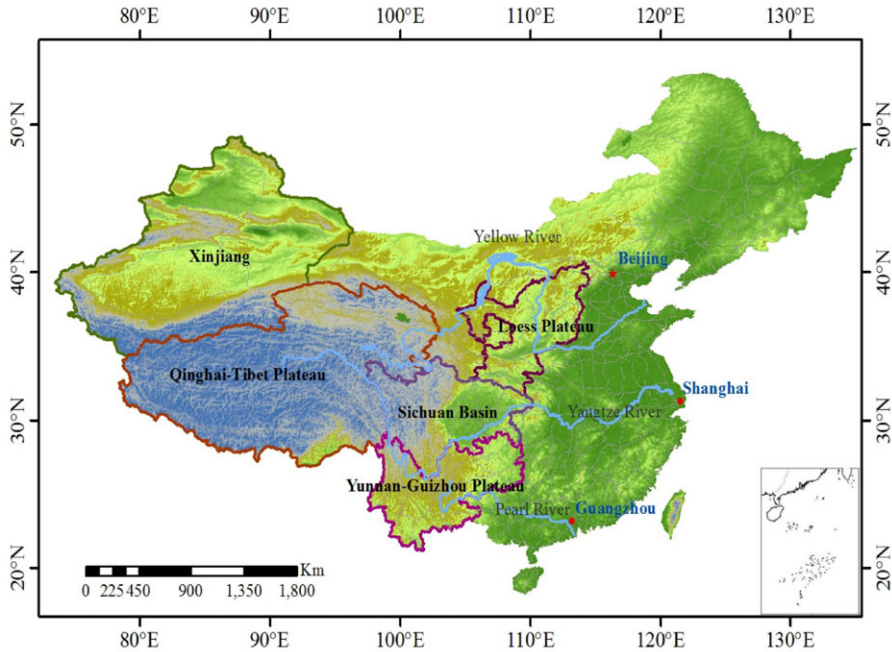 80°E 90°E 100°E 110°E 120°E 130°E
50°N 50°N
Yellow River
Xinjiang
Beijing
40°N 40°N
Loess Plateau
Qinghai-Tibet Plateau
Shanghai
Sichuan Basin
Yangtze River
30°N 30°N
Yunnan-Guizhou Plateau
Pearl River
Guangzhou
20°N 20°N
Km
0 225 450 900 1,350 1,800
80°E 90°E 100°E 110°E 120°E 130°E